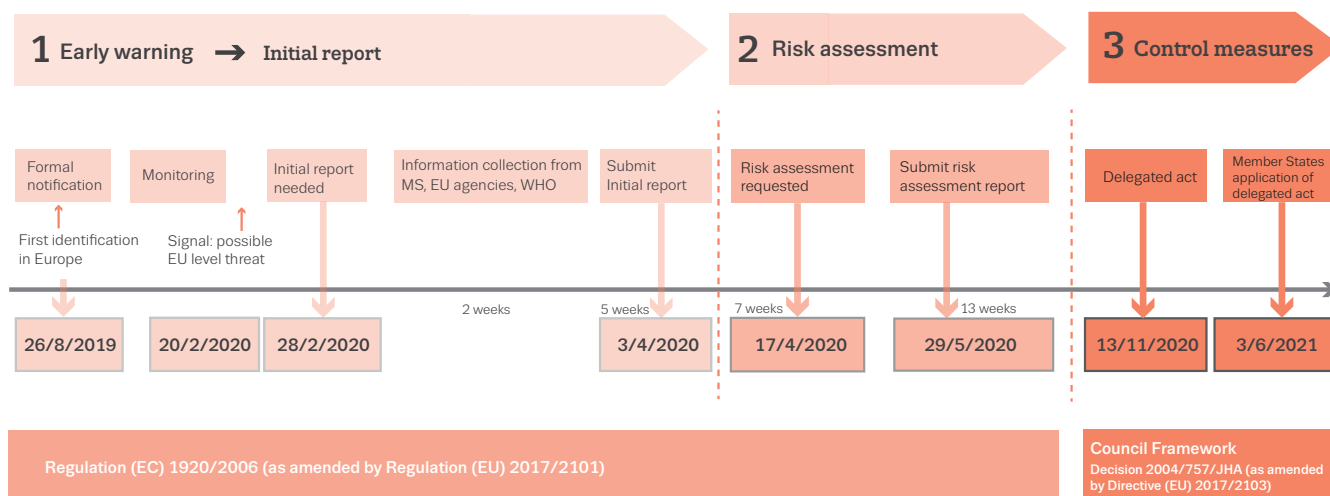 1 Early warning → Initial report
2 Risk assessment
3 Control measures
Formal
notification
Monitoring
Initial report
needed
Information collection from
MS, EU agencies, WHO
Submit
Initial report
Risk assessment
requested
Submit risk
assessment report
Delegated act
Member States
application of
delegated act
First identification
in Europe
Signal: possible
EU level threat
2 weeks
5 weeks
7 weeks
13 weeks
26/8/2019
20/2/2020
28/2/2020
3/4/2020
17/4/2020
29/5/2020
13/11/2020
3/6/2021
Regulation (EC) 1920/2006 (as amended by Regulation (EU) 2017/2101)
Council Framework
Decision 2004/757/JHA (as amended
by Directive (EU) 2017/2103)